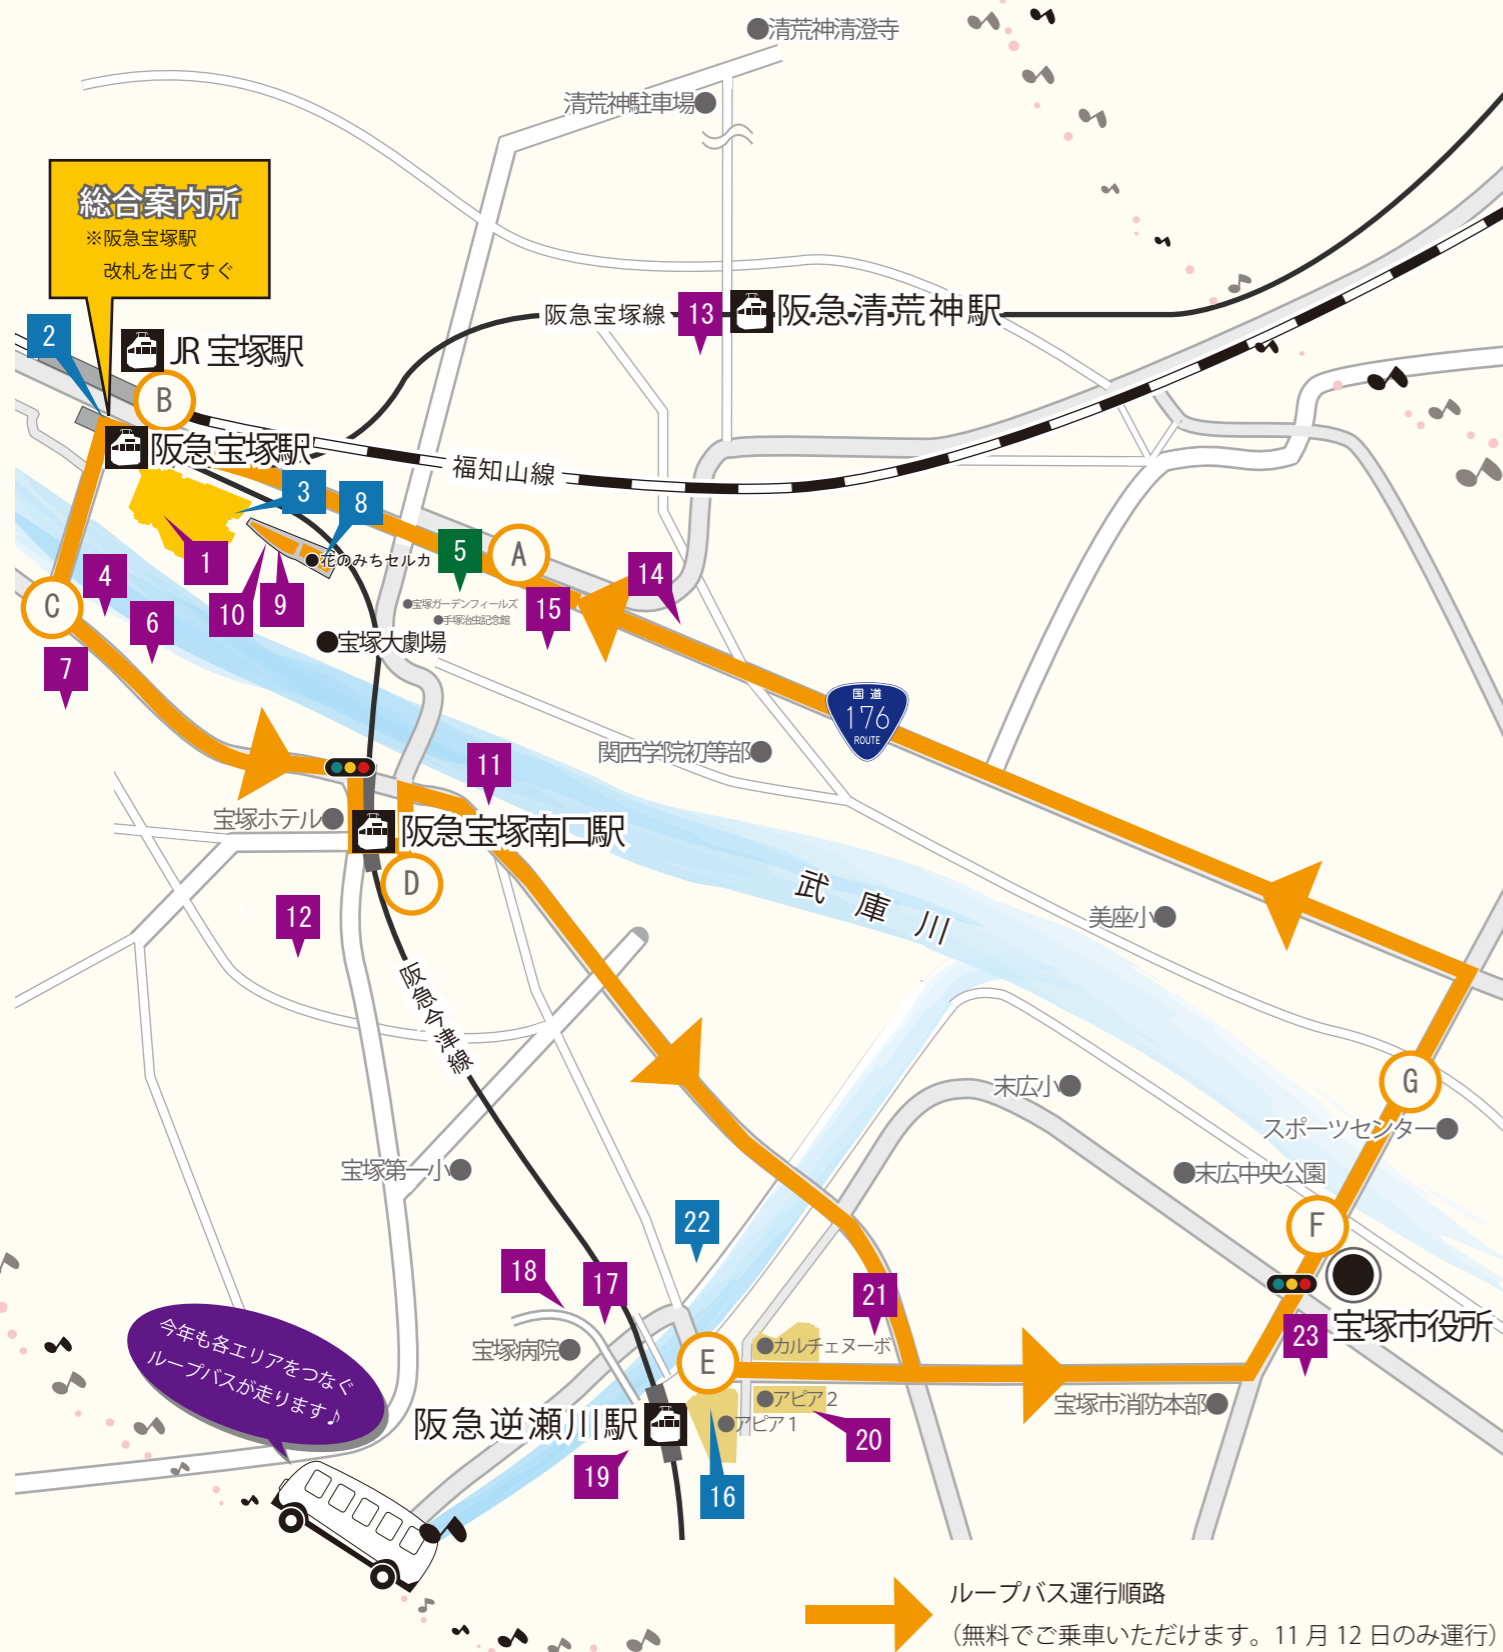 ●清荒神清澄寺
清荒神駐車場●
総合案内所
※阪急宝塚駅
改札を出てすぐ
2
JR 宝塚駅
阪急宝塚線
13
阪急清荒神駅
B
阪急宝塚駅
福知山線
3
8
1
●花のみちセルカ
5
A
14
4
10
9
●宝塚ガーデンフィールズ
●手塚治虫記念館
15
C
6
●宝塚大劇場
7
国道
176
ROUTE
関西学院初等部●
11
宝塚ホテル●
阪急宝塚南口駅
D
武庫川
12
美座小●
阪急今津線
末広小●
G
スポーツセンター●
宝塚第一小●
●末広中央公園
22
F
18
17
21
宝塚市役所
23
宝塚病院●
E
●カルチェヌーボ
今年も各エリアをつなぐ
ループバスが走ります♪
●アピア2
宝塚市消防本部●
阪急逆瀬川駅
●アピア1
20
19
16
ループバス運行順路
(無料でご乗車いただけます。11 月 12 日のみ運行)